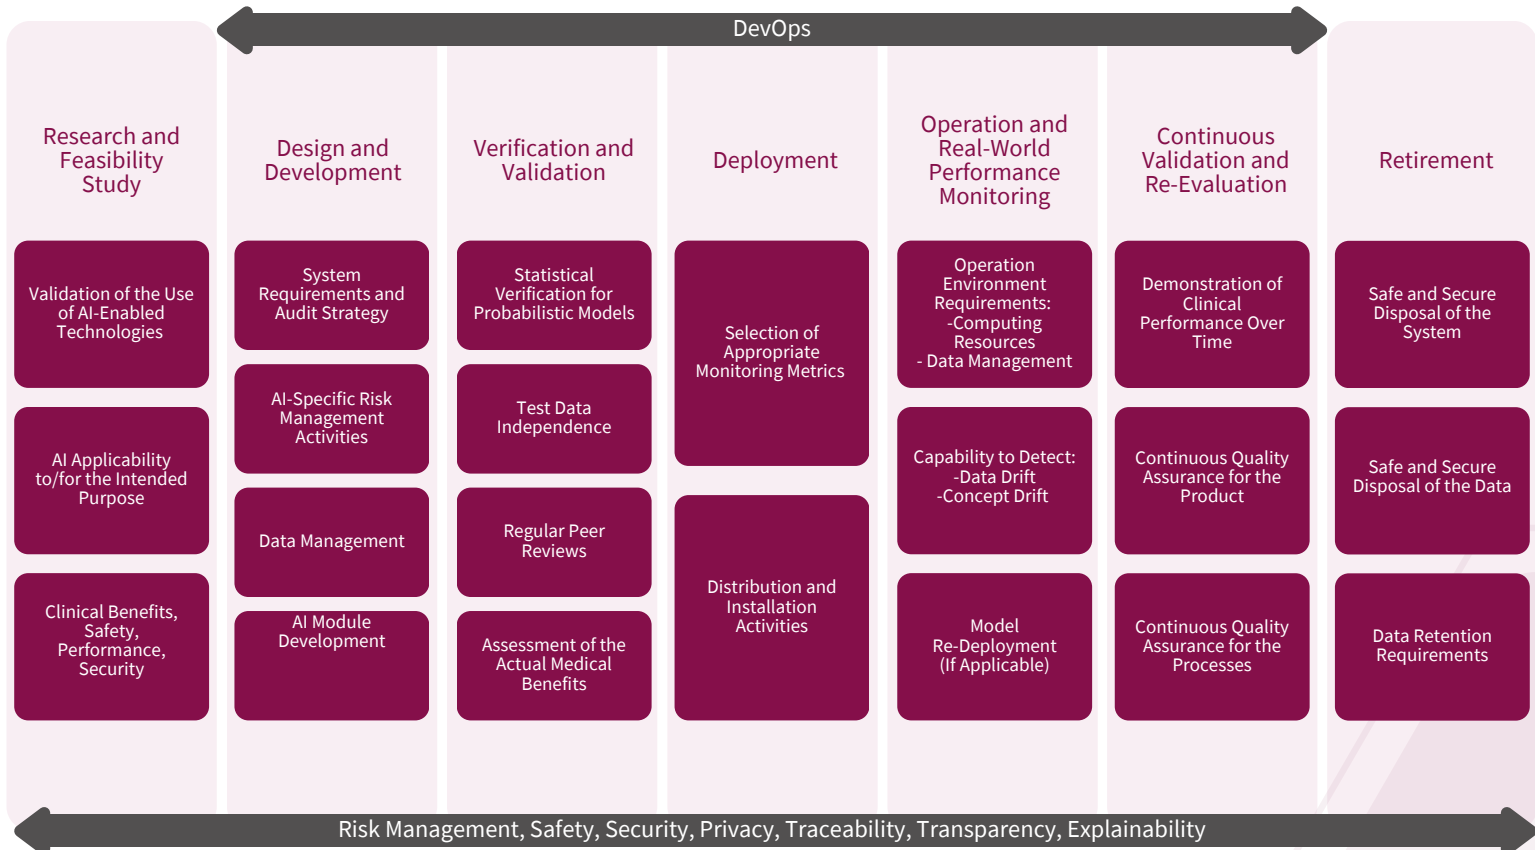 DevOps
Research and
Feasibility
Study
Validation of the Use
of AI-Enabled
Technologies
AI Applicability
to/for the Intended
Purpose
Clinical Benefits,
Safety,
Performance,
Security
Design and
Development
System
Requirements and
Audit Strategy
AI-Specific Risk
Management
Activities
Data Management
AI Module
Development
Verification and
Validation
Statistical
Verification for
Probabilistic Models
Test Data
Independence
Regular Peer
Reviews
Assessment of the
Actual Medical
Benefits
Deployment
Selection of
Appropriate
Monitoring Metrics
Distribution and
Installation
Activities
Operation and
Real-World
Performance
Monitoring
Operation
Environment
Requirements:
-Computing
Resources
- Data Management
Capability to Detect:
-Data Drift
-Concept Drift
Model
Re-Deployment
(If Applicable)
Continuous
Validation and
Re-Evaluation
Demonstration of
Clinical
Performance Over
Time
Continuous Quality
Assurance for the
Product
Continuous Quality
Assurance for the
Processes
Retirement
Safe and Secure
Disposal of the
System
Safe and Secure
Disposal of the Data
Data Retention
Requirements
Risk Management, Safety, Security, Privacy, Traceability, Transparency, Explainability